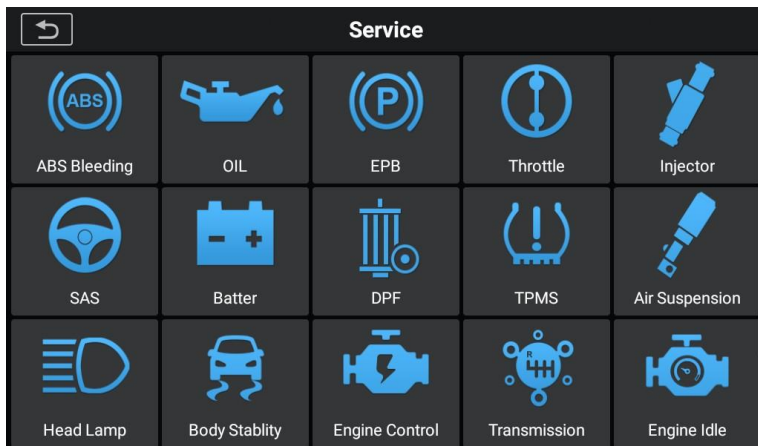 Service
ABS
P
ABS Bleeding
OIL
EPB
Throttle
Injector
SAS
Batter
DPF
TPMS
Air Suspension
R
Head Lamp
Body Stablity
Engine Control
Transmission
Engine Idle